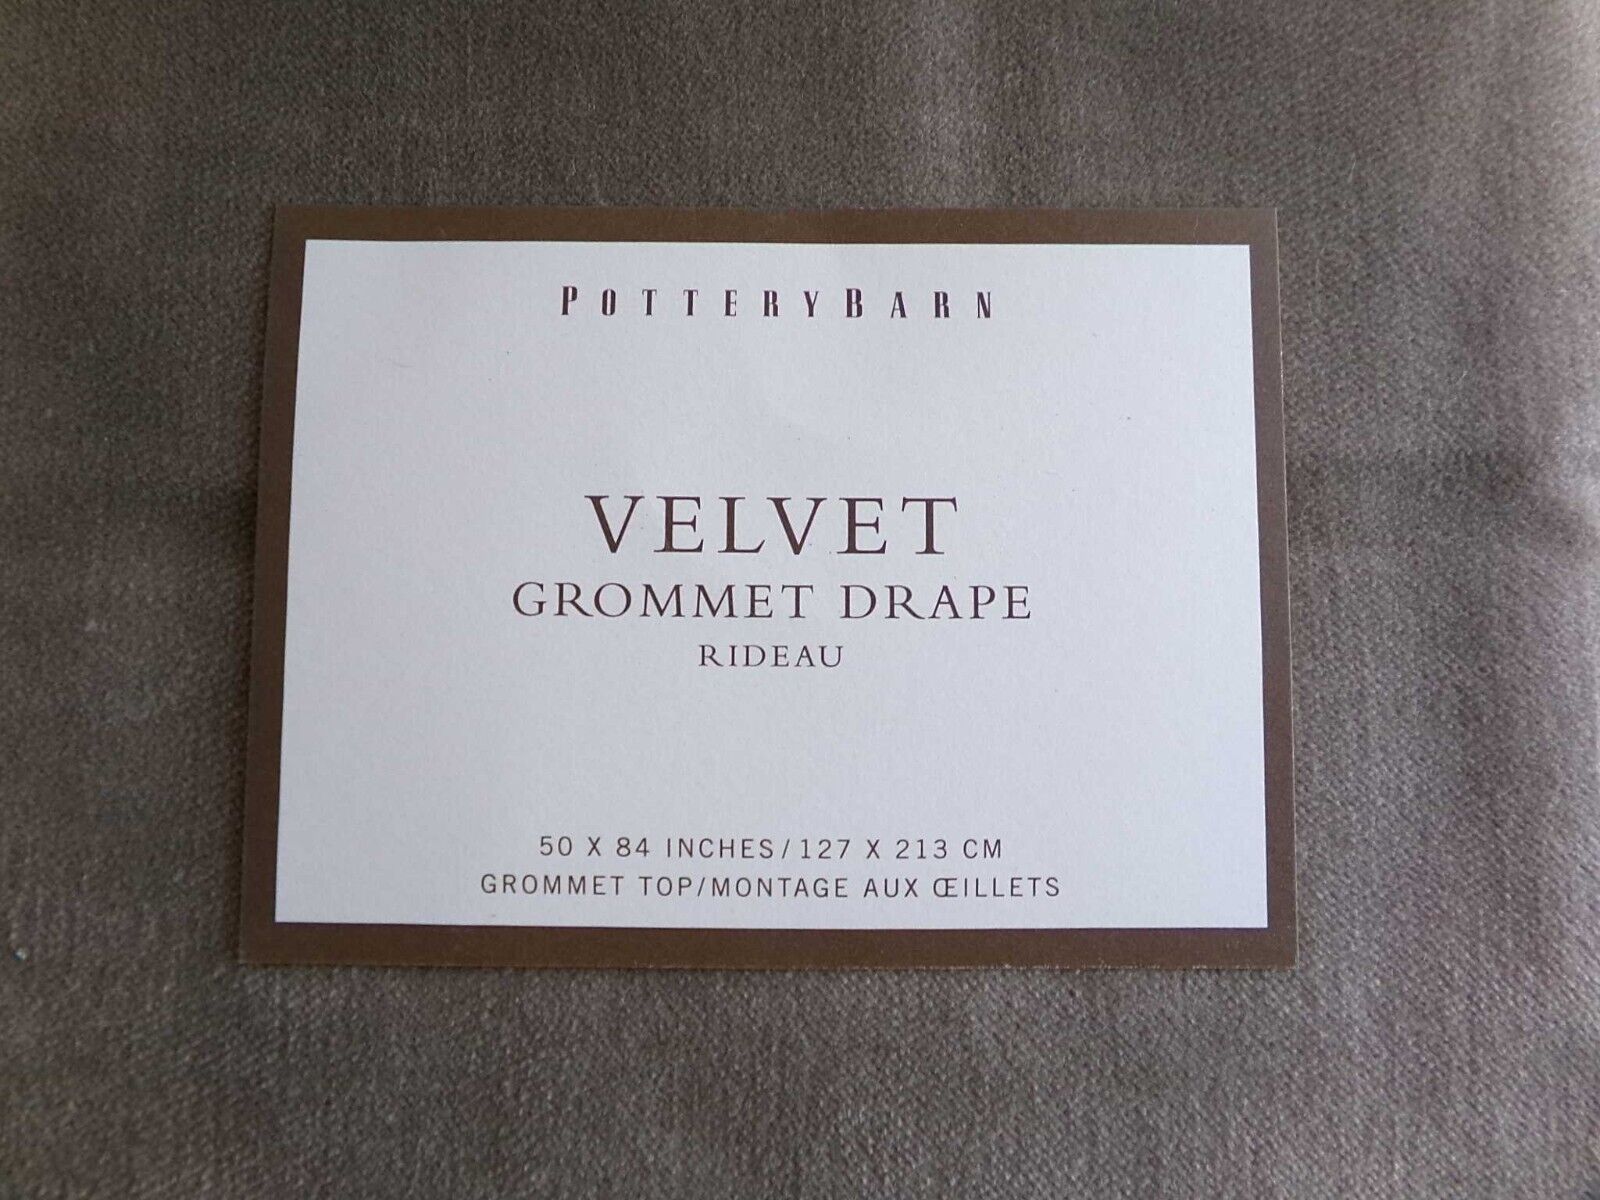 POTTERYBARN
VELVET
GROMMET DRAPE
RIDEAU
50 X 84 INCHES/127 X 213 CM
GROMMET TOP/MONTAGE AUX ŒILLETS